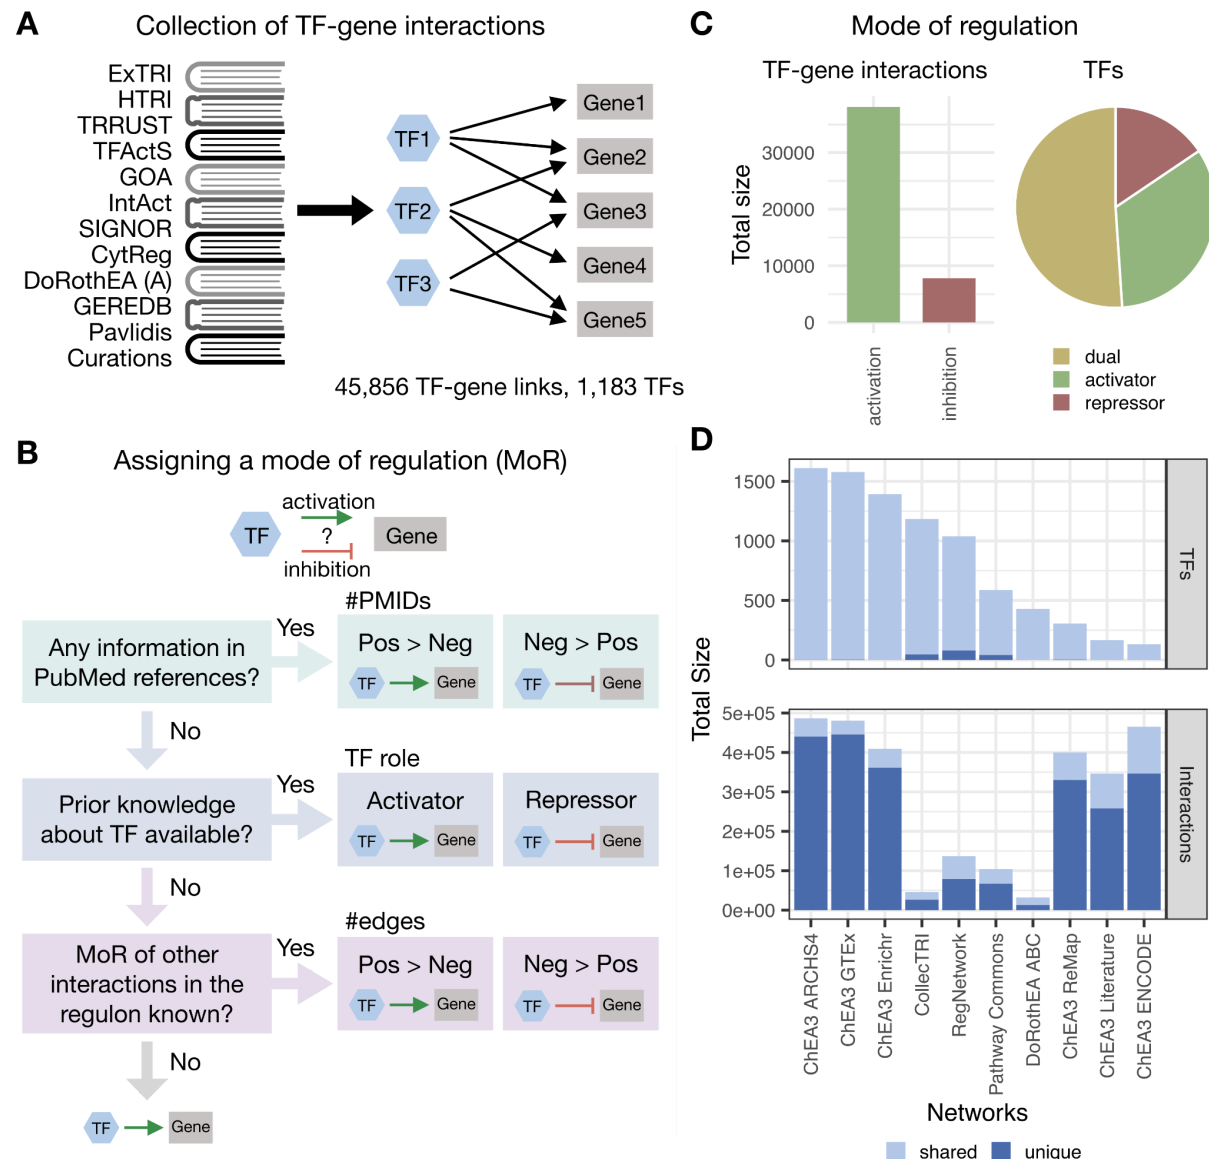 A
Collection of TF-gene interactions
ExTRI
HTRI
TRRUST
TFActS
GOA
IntAct
SIGNOR
CytReg
DoRothEA (A)
GEREDB
Pavlidis
Curations
TF1
TF2
TF3
Gene1
Gene2
Gene3
Gene4
Gene5
45,856 TF-gene links, 1,183 TFs
B
Assigning a mode of regulation (MoR)
activation
TF
?
Gene
inhibition
#PMIDs
Any information in
PubMed references?
Yes
Pos > Neg
TF
Gene
Neg > Pos
TF
Gene
No
TF role
Prior knowledge
about TF available?
Yes
Activator
TF
Gene
Repressor
TF
Gene
No
#edges
MoR of other
interactions in the
regulon known?
Yes
Pos > Neg
TF
Gene
Neg > Pos
TF
Gene
No
TF
Gene
C
Mode of regulation
TF-gene interactions
Total size
30000
20000
10000
0
activation
inhibition
TFs
dual
activator
repressor
D
Total Size
1500
1000
500
0
TFs
5e+05
4e+05
3e+05
2e+05
1e+05
0e+00
Interactions
ChEA3 ARCHS4
ChEA3 GTEx
ChEA3 Enrichr
CollecTRI
RegNetwork
Pathway Commons
DoRothEA ABC
ChEA3 ReMap
ChEA3 Literature
ChEA3 ENCODE
Networks
shared
unique